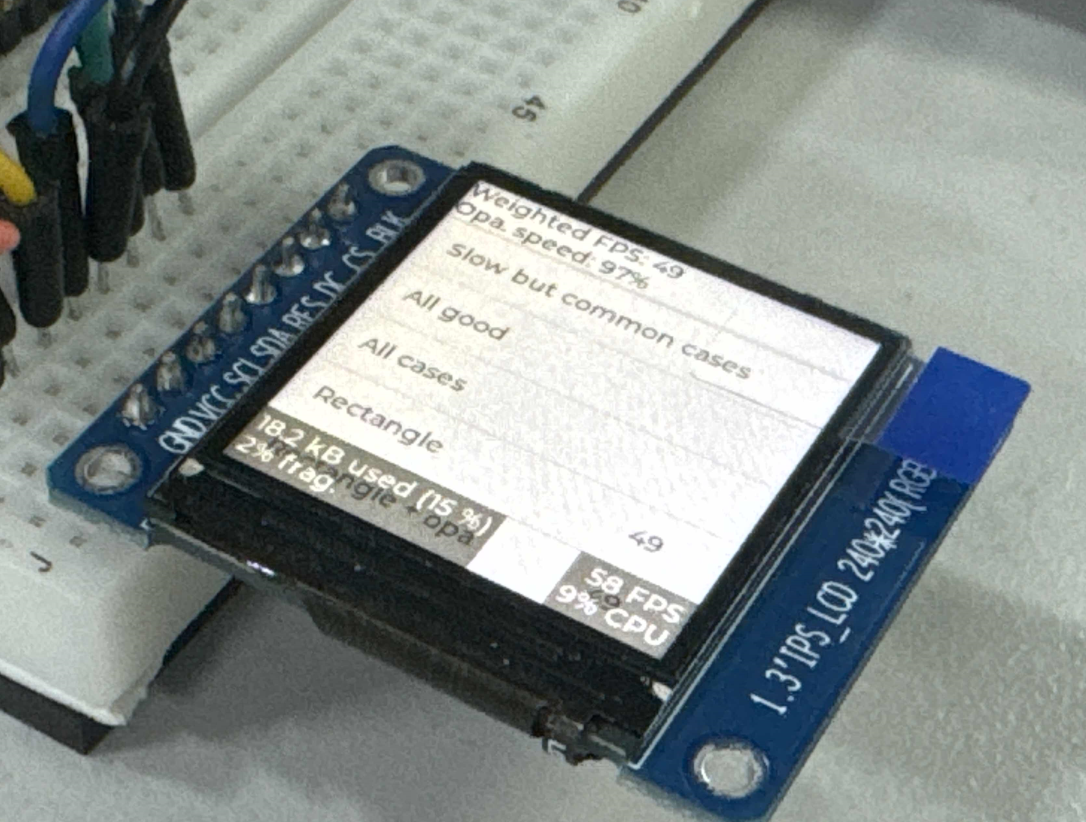 45
GND VCC SCL SDA RES DC CS BLK
Weighted FPS: 49
Opa. speed: 97%
Slow but common cases
All good
All cases
Rectangle
49
18.2 kB used (15 %)
2% frag.
Rectangle + opa
58 FPS
9% CPU
1.3' IPS_LCD 240*240(RGB
J